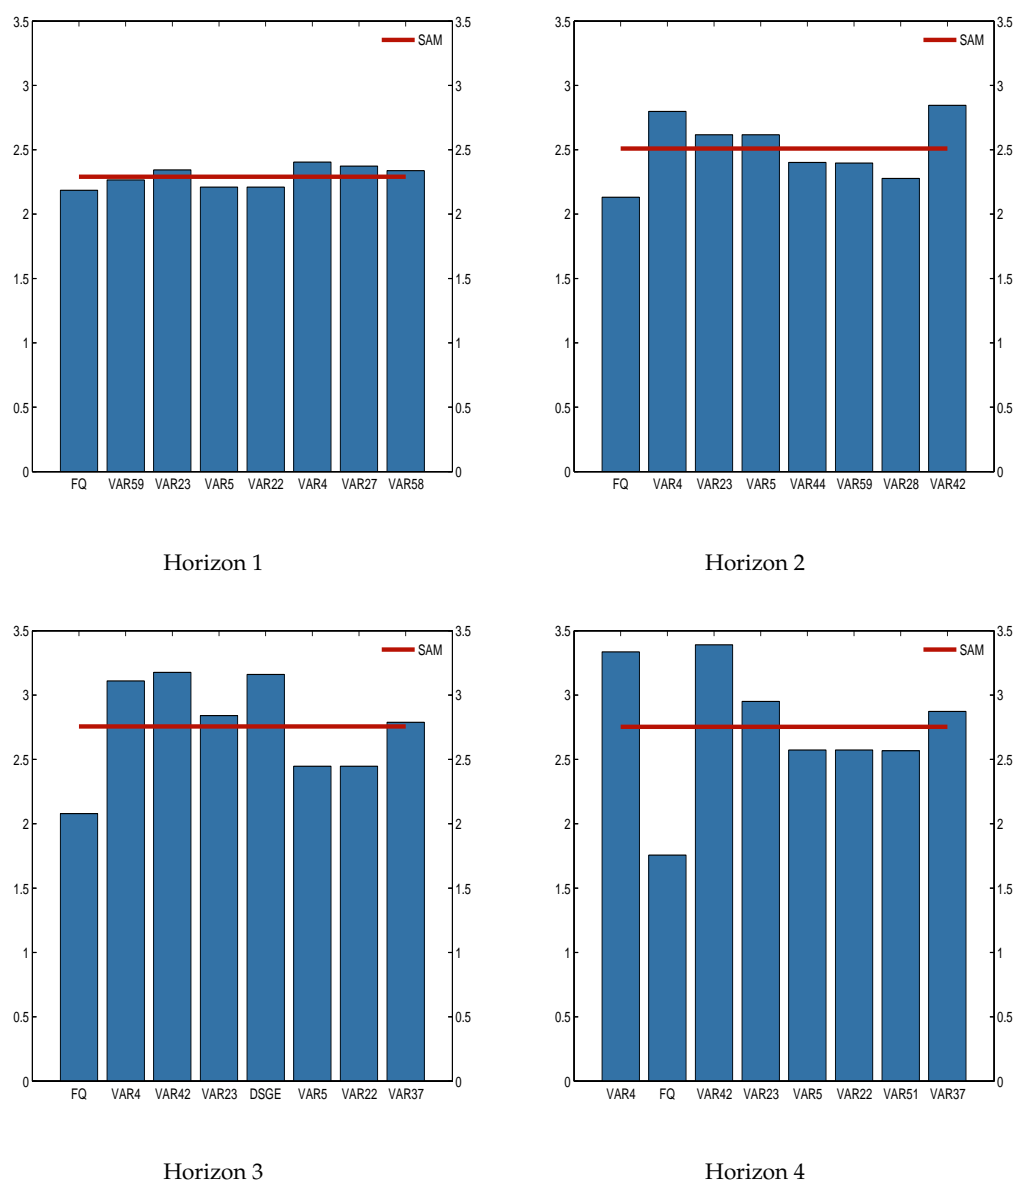 3.5 3.5 3.5 3.5
SAM SAM
3 3 3 3
2.5 2.5 2.5 2.5
2 2 2 2
1.5 1.5 1.5 1.5
1 1 1 1
0.5 0.5 0.5 0.5
0 0 0 0
FQ VAR59 VAR23 VAR5 VAR22 VAR4 VAR27 VAR58 FQ VAR4 VAR23 VAR5 VAR44 VAR59 VAR28 VAR42
Horizon 1 Horizon 2
3.5 3.5 3.5 3.5
SAM SAM
3 3 3 3
2.5 2.5 2.5 2.5
2 2 2 2
1.5 1.5 1.5 1.5
1 1 1 1
0.5 0.5 0.5 0.5
0 0 0 0
FQ VAR4 VAR42 VAR23 DSGE VAR5 VAR22 VAR37 VAR4 FQ VAR42 VAR23 VAR5 VAR22 VAR51 VAR37
Horizon 3 Horizon 4